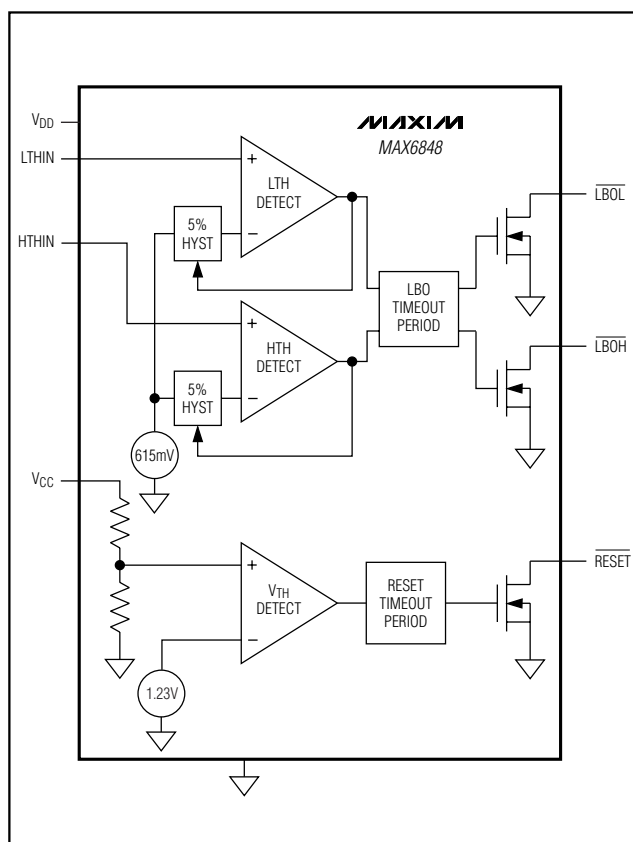 VDD
LTHIN
HTHIN
VCC
MAXIM
MAX6848
+
LTH
DETECT
−
5%
HYST
+
HTH
DETECT
−
5%
HYST
615mV
LBO
TIMEOUT
PERIOD
LBOL
LBOH
+
VTH
DETECT
−
1.23V
RESET
TIMEOUT
PERIOD
RESET